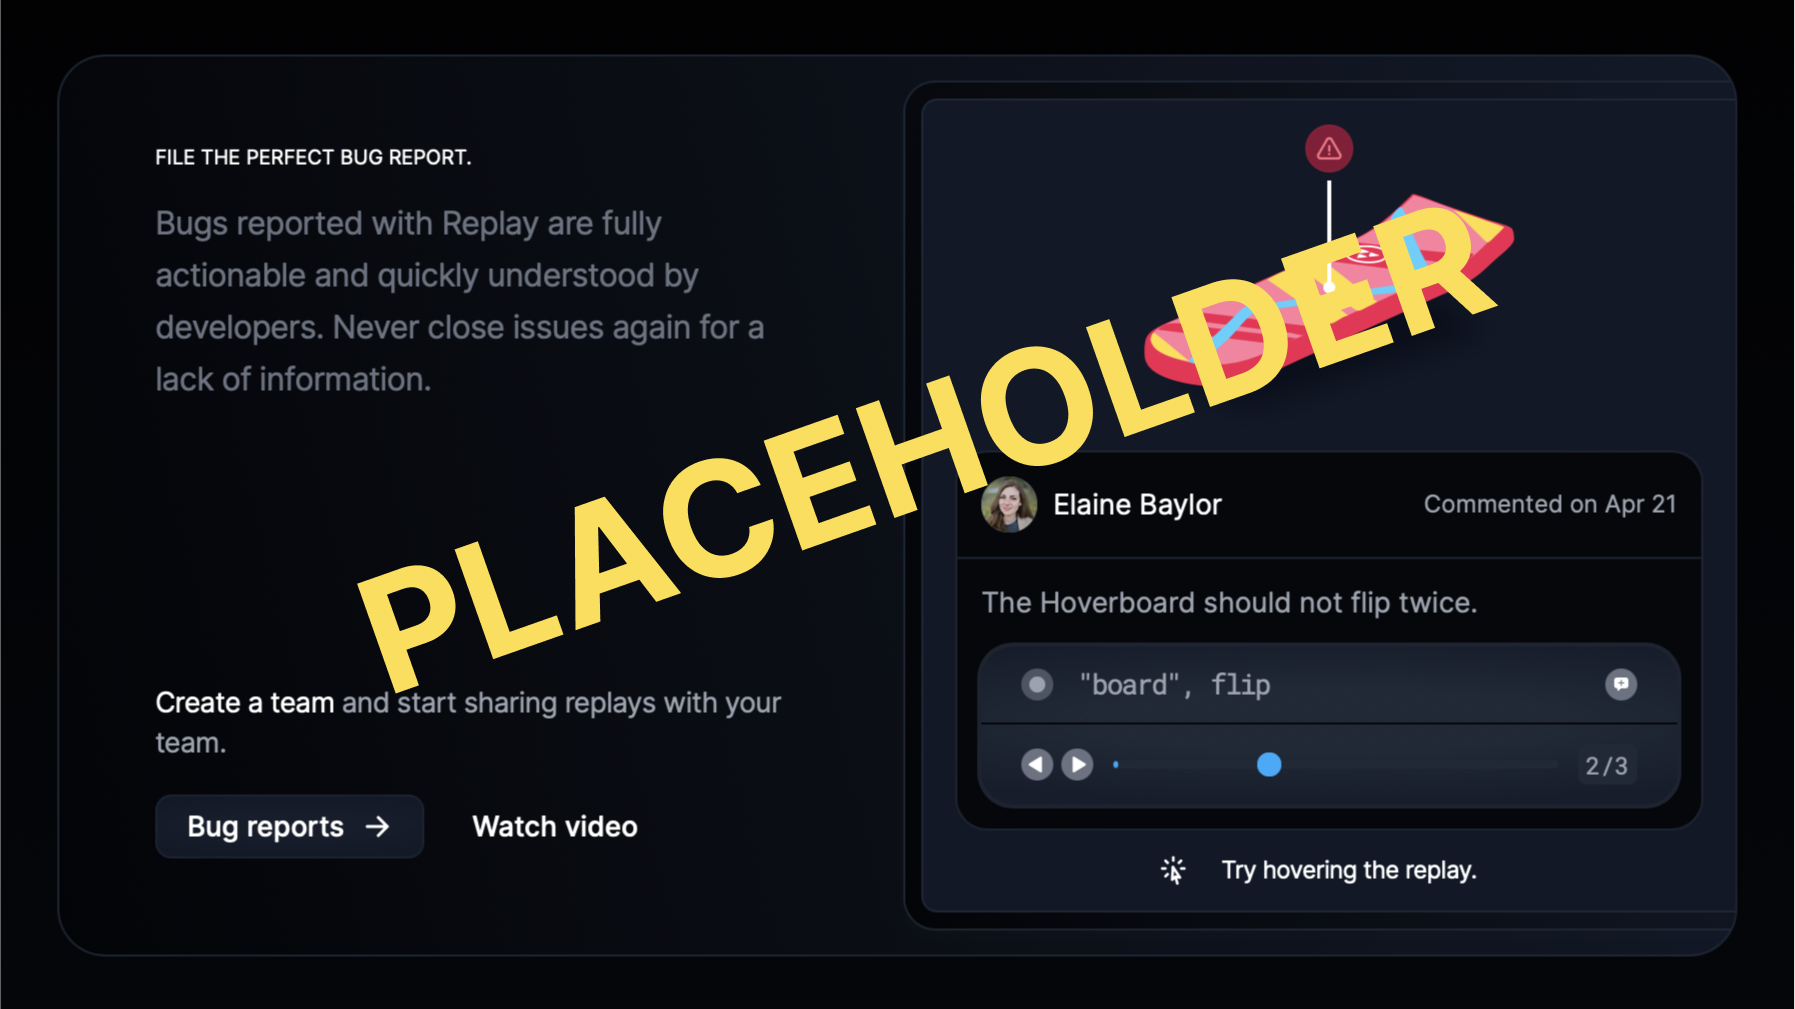 FILE THE PERFECT BUG REPORT.
Bugs reported with Replay are fully
actionable and quickly understood by
developers. Never close issues again for a
lack of information.
PLACEHOLDER
Create a team and start sharing replays with your
team.
Bug reports →
Watch video
Elaine Baylor
Commented on Apr 21
The Hoverboard should not flip twice.
"board", flip
2/3
Try hovering the replay.